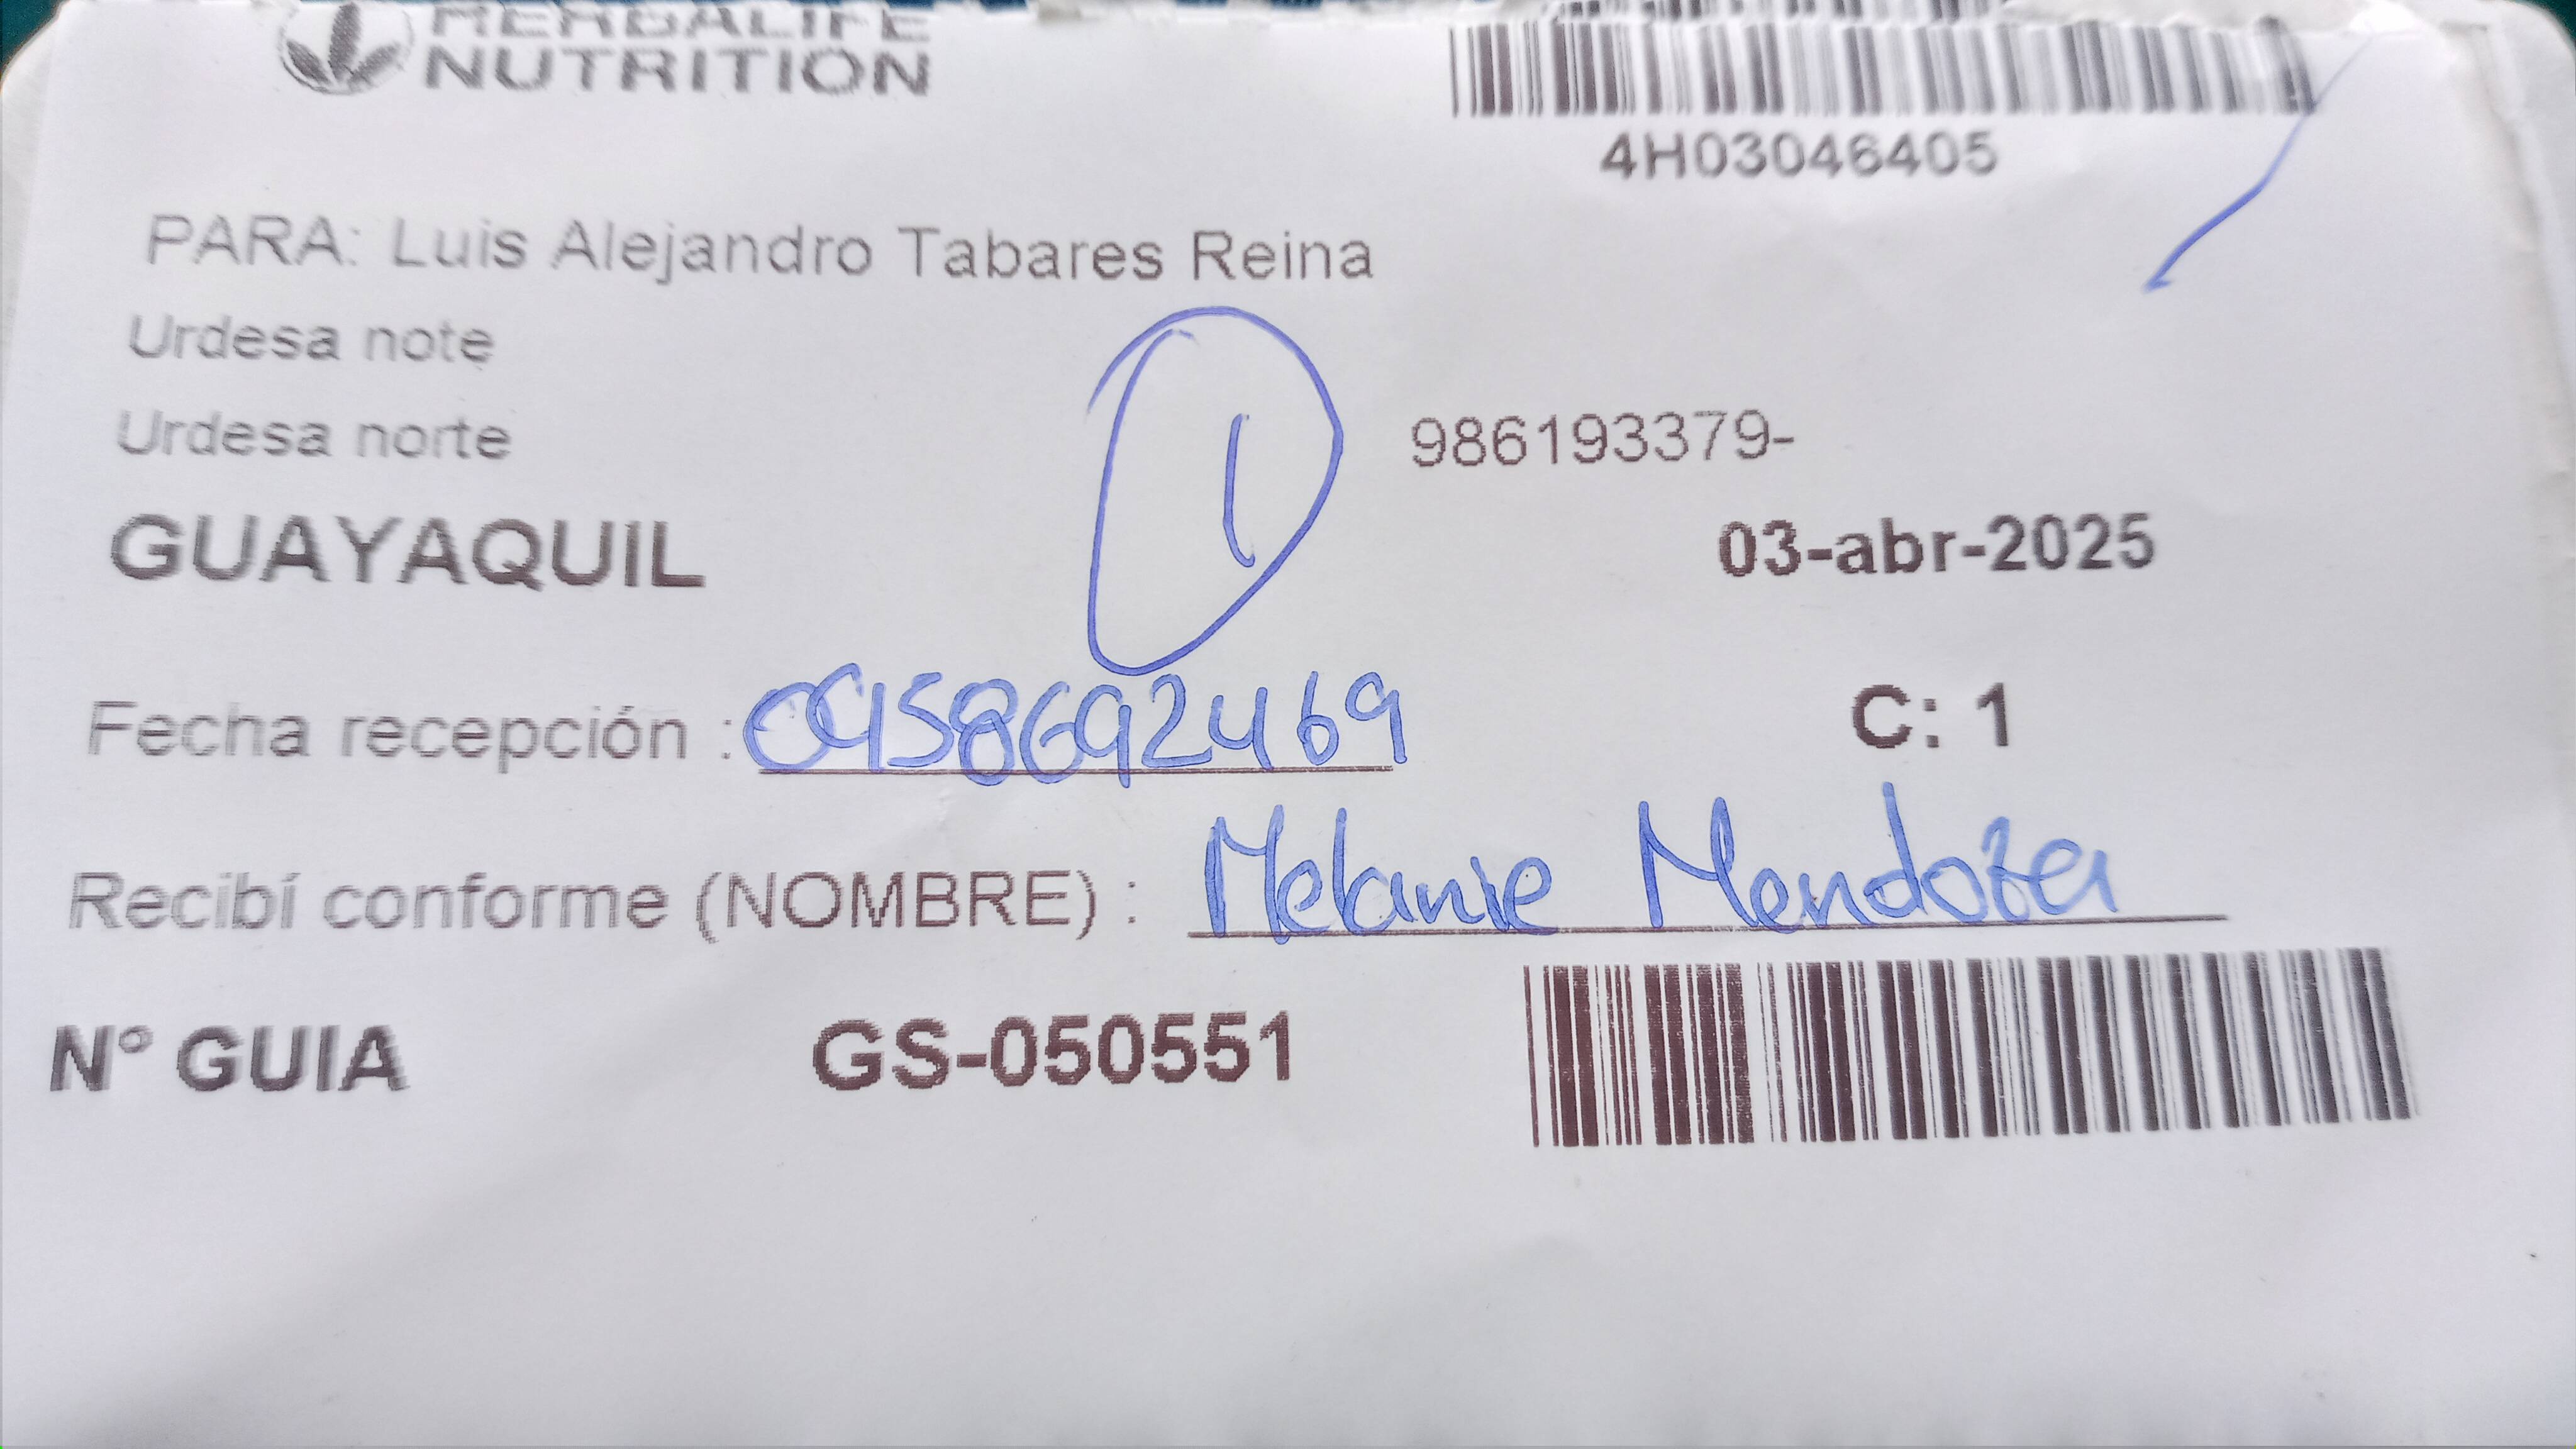 HERBALIFE
NUTRITION
4H03046405
PARA: Luis Alejandro Tabares Reina
Urdesa note
Urdesa norte
986193379-
1
GUAYAQUIL
03-abr-2025
Fecha recepción : 0958692469
C: 1
Recibí conforme (NOMBRE) : Melanie Mendoza
N° GUIA GS-050551